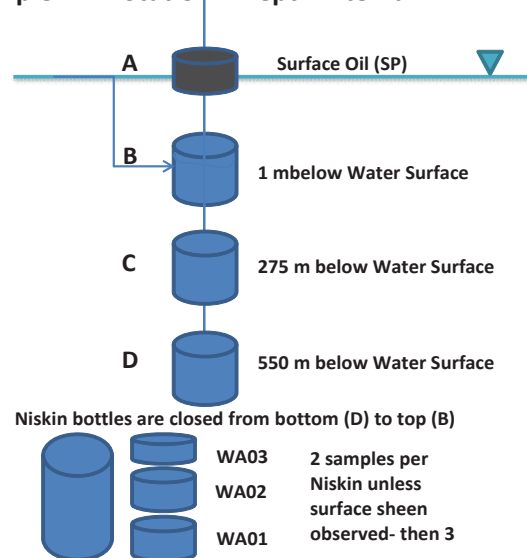 A
Surface Oil (SP)
B
1 mbelow Water Surface
C
275 m below Water Surface
D
550 m below Water Surface
Niskin bottles are closed from bottom (D) to top (B)
WA03
WA02
WA01
2 samples per
Niskin unless
surface sheen
observed- then 3